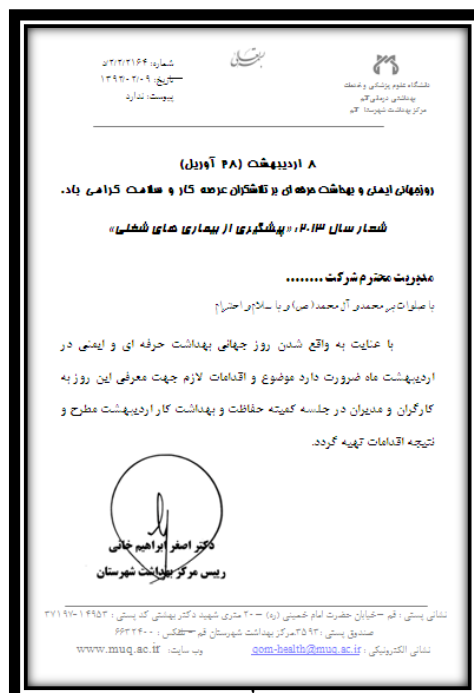 بسمه تعالی
شماره: ۲/۲/۲۱۶۴/د
تاریخ: ۱۳۹۲/۰۲/۰۹
پیوست: ندارد
دانشگاه علوم پزشکی و خدمات
بهداشتی درمانی قم
مرکز بهداشت شهرستان قم
۸ اردیبهشت (۲۸ آوریل)
روزجهانی ایمنی و بهداشت حرفه ای بر تلاشگران عرصه کار و سلامت گرامی باد.
شعار سال ۲۰۱۳: «پیشگیری از بیماری های شغلی»
مدیریت محترم شرکت ........
با صلوات بر محمد و آل محمد (ص) و با سلام و احترام
با عنایت به واقع شدن روز جهانی بهداشت حرفه ای و ایمنی در
اردیبهشت ماه ضرورت دارد موضوع و اقدامات لازم جهت معرفی این روز به
کارگران و مدیران در جلسه کمیته حفاظت و بهداشت کار اردیبهشت مطرح و
نتیجه اقدامات تهیه گردد.
دکتر اصغر ابراهیم خانی
رییس مرکز بهداشت شهرستان
نشانی پستی: قم – خیابان حضرت امام خمینی (ره) – ۲۰ متری شهید دکتر بهشتی کد پستی: ۱۴۹۵۳-۳۷۱۹۷
صندوق پستی: ۳۵۹۳ مرکز بهداشت شهرستان قم – تلفکس: ۶۶۳۲۴۰۰
نشانی الکترونیکی: qom-health@muq.ac.ir وب سایت: www.muq.ac.ir